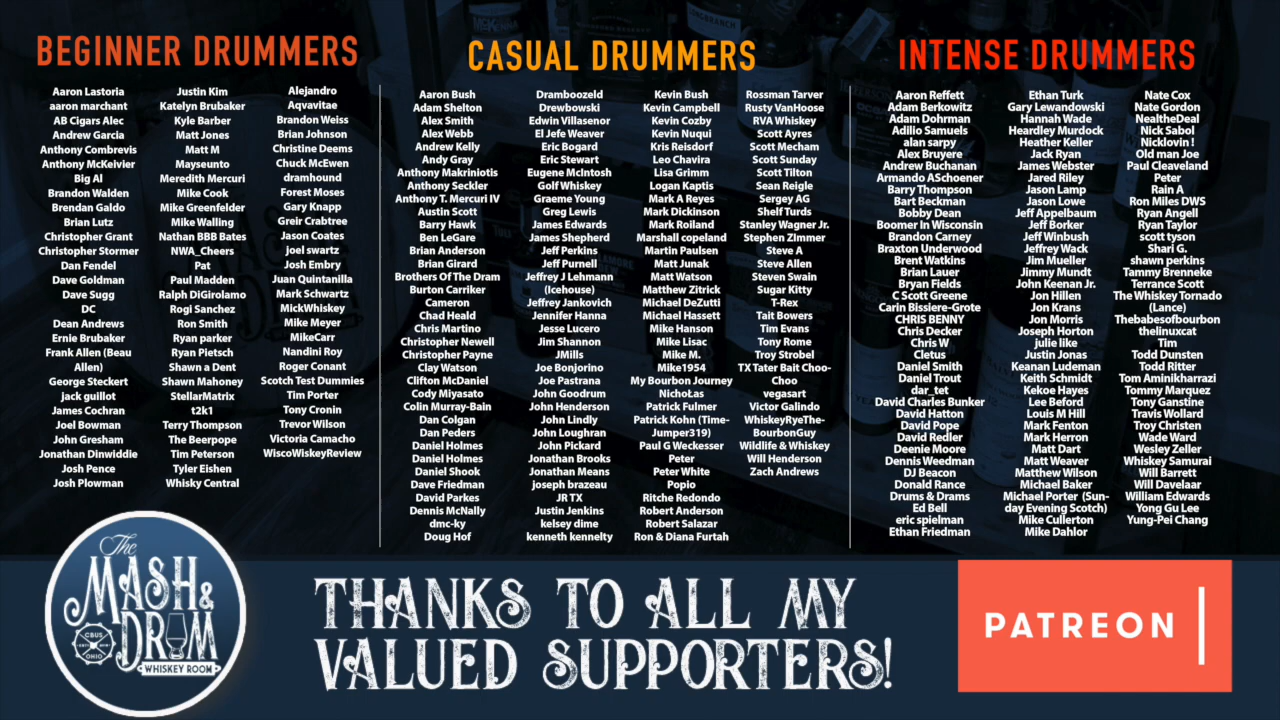 BEGINNER DRUMMERS
Aaron Lastoria
aaron marchant
AB Cigars Alec
Andrew Garcia
Anthony Combrevis
Anthony McKeivier
Big Al
Brandon Walden
Brendan Galdo
Brian Lutz
Christopher Grant
Christopher Stormer
Dan Fendel
Dave Goldman
Dave Sugg
DC
Dean Andrews
Ernie Brubaker
Frank Allen (Beau
Allen)
George Steckert
jack guillot
James Cochran
Joel Bowman
John Gresham
Jonathan Dinwiddie
Josh Pence
Josh Plowman
Justin Kim
Katelyn Brubaker
Kyle Barber
Matt Jones
Matt M
Mayseunto
Meredith Mercuri
Mike Cook
Mike Greenfelder
Mike Walling
Nathan BBB Bates
NWA_Cheers
Pat
Paul Madden
Ralph DiGirolamo
Rogi Sanchez
Ron Smith
Ryan parker
Ryan Pietsch
Shawn a Dent
Shawn Mahoney
StellarMatrix
t2k1
Terry Thompson
The Beerpope
Tim Peterson
Tyler Eishen
Whisky Central
Alejandro
Aqvavitae
Brandon Weiss
Brian Johnson
Christine Deems
Chuck McEwen
dramhound
Forest Moses
Gary Knapp
Greir Crabtree
Jason Coates
joel swartz
Josh Embry
Juan Quintanilla
Mark Schwartz
MickWhiskey
Mike Meyer
MikeCarr
Nandini Roy
Roger Conant
Scotch Test Dummies
Tim Porter
Tony Cronin
Trevor Wilson
Victoria Camacho
WiscoWiskeyReview
CASUAL DRUMMERS
Aaron Bush
Adam Shelton
Alex Smith
Alex Webb
Andrew Kelly
Andy Gray
Anthony Makriniotis
Anthony Seckler
Anthony T. Mercuri IV
Austin Scott
Barry Hawk
Ben LeGare
Brian Anderson
Brian Girard
Brothers Of The Dram
Burton Carriker
Cameron
Chad Heald
Chris Martino
Christopher Newell
Christopher Payne
Clay Watson
Clifton McDaniel
Cody Miyasato
Colin Murray-Bain
Dan Colgan
Dan Peders
Daniel Holmes
Daniel Holmes
Daniel Shook
Dave Friedman
David Parkes
Dennis McNally
dmc-ky
Doug Hof
Dramboozeld
Drewbowski
Edwin Villasenor
El Jefe Weaver
Eric Bogard
Eric Stewart
Eugene McIntosh
Golf Whiskey
Graeme Young
Greg Lewis
James Edwards
James Shepherd
Jeff Perkins
Jeff Purnell
Jeffrey J Lehmann
(Icehouse)
Jeffrey Jankovich
Jennifer Hanna
Jesse Lucero
Jim Shannon
JMills
Joe Bonjorino
Joe Pastrana
John Goodrum
John Henderson
John Lindly
John Loughran
John Pickard
Jonathan Brooks
Jonathan Means
joseph brazeau
JR TX
Justin Jenkins
kelsey dime
kenneth kennelty
Kevin Bush
Kevin Campbell
Kevin Cozby
Kevin Nuqui
Kris Reisdorf
Leo Chavira
Lisa Grimm
Logan Kaptis
Mark A Reyes
Mark Dickinson
Mark Roiland
Marshall copeland
Martin Paulsen
Matt Junak
Matt Watson
Matthew Zitrick
Michael DeZutti
Michael Hassett
Mike Hanson
Mike Lisac
Mike M.
Mike1954
My Bourbon Journey
NichoŁas
Patrick Fulmer
Patrick Kohn (Time-
Jumper319)
Paul G Weckesser
Peter
Peter White
Popio
Ritche Redondo
Robert Anderson
Robert Salazar
Ron & Diana Furtah
Rossman Tarver
Rusty VanHoose
RVA Whiskey
Scott Ayres
Scott Mecham
Scott Sunday
Scott Tilton
Sean Reigle
Sergey AG
Shelf Turds
Stanley Wagner Jr.
Stephen ZImmer
Steve A
Steve Allen
Steven Swain
Sugar Kitty
T-Rex
Tait Bowers
Tim Evans
Tony Rome
Troy Strobel
TX Tater Bait Choo-
Choo
vegasart
Victor Galindo
WhiskeyRyeThe-
BourbonGuy
Wildlife & Whiskey
Will Henderson
Zach Andrews
INTENSE DRUMMERS
Aaron Reffett
Adam Berkowitz
Adam Dohrman
Adilio Samuels
alan sarpy
Alex Bruyere
Andrew Buchanan
Armando ASchoener
Barry Thompson
Bart Beckman
Bobby Dean
Boomer In Wisconsin
Brandon Carney
Braxton Underwood
Brent Watkins
Brian Lauer
Bryan Fields
C Scott Greene
Carin Bissiere-Grote
CHRIS BENNY
Chris Decker
Chris W
Cletus
Daniel Smith
Daniel Trout
dar_tet
David Charles Bunker
David Hatton
David Pope
David Redler
Deenie Moore
Dennis Weedman
DJ Beacon
Donald Rance
Drums & Drams
Ed Bell
eric spielman
Ethan Friedman
Ethan Turk
Gary Lewandowski
Hannah Wade
Heardley Murdock
Heather Keller
Jack Ryan
James Webster
Jared Riley
Jason Lamp
Jason Lowe
Jeff Appelbaum
Jeff Borker
Jeff Winbush
Jeffrey Wack
Jim Mueller
Jimmy Mundt
John Keenan Jr.
Jon Hillen
Jon Krans
Jon Morris
Joseph Horton
julie like
Justin Jonas
Keanan Ludeman
Keith Schmidt
Kekoe Hayes
Lee Beford
Louis M Hill
Mark Fenton
Mark Herron
Matt Dart
Matt Weaver
Matthew Wilson
Michael Baker
Michael Porter (Sun-
day Evening Scotch)
Mike Cullerton
Mike Dahlor
Nate Cox
Nate Gordon
NealtheDeal
Nick Sabol
Nicklovin !
Old man Joe
Paul Cleaveland
Peter
Rain A
Ron Miles DWS
Ryan Angell
Ryan Taylor
scott tyson
Shari G.
shawn perkins
Tammy Brenneke
Terrance Scott
The Whiskey Tornado
(Lance)
Thebabesofbourbon
thelinuxcat
Tim
Todd Dunsten
Todd Ritter
Tom Aminikharrazi
Tommy Marquez
Tony Ganstine
Travis Wollard
Troy Christen
Wade Ward
Wesley Zeller
Whiskey Samurai
Will Barrett
Will Davelaar
William Edwards
Yong Gu Lee
Yung-Pei Chang
The
MASH &
DRUM
CBUS
OHIO
WHISKEY ROOM
THANKS TO ALL MY
VALUED SUPPORTERS!
PATREON